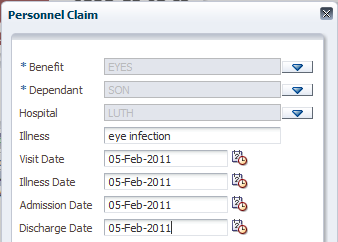 Personnel Claim
* Benefit EYES
* Dependant SON
Hospital LUTH
Illness eye infection
Visit Date 05-Feb-2011
Illness Date 05-Feb-2011
Admission Date 05-Feb-2011
Discharge Date 05-Feb-2011